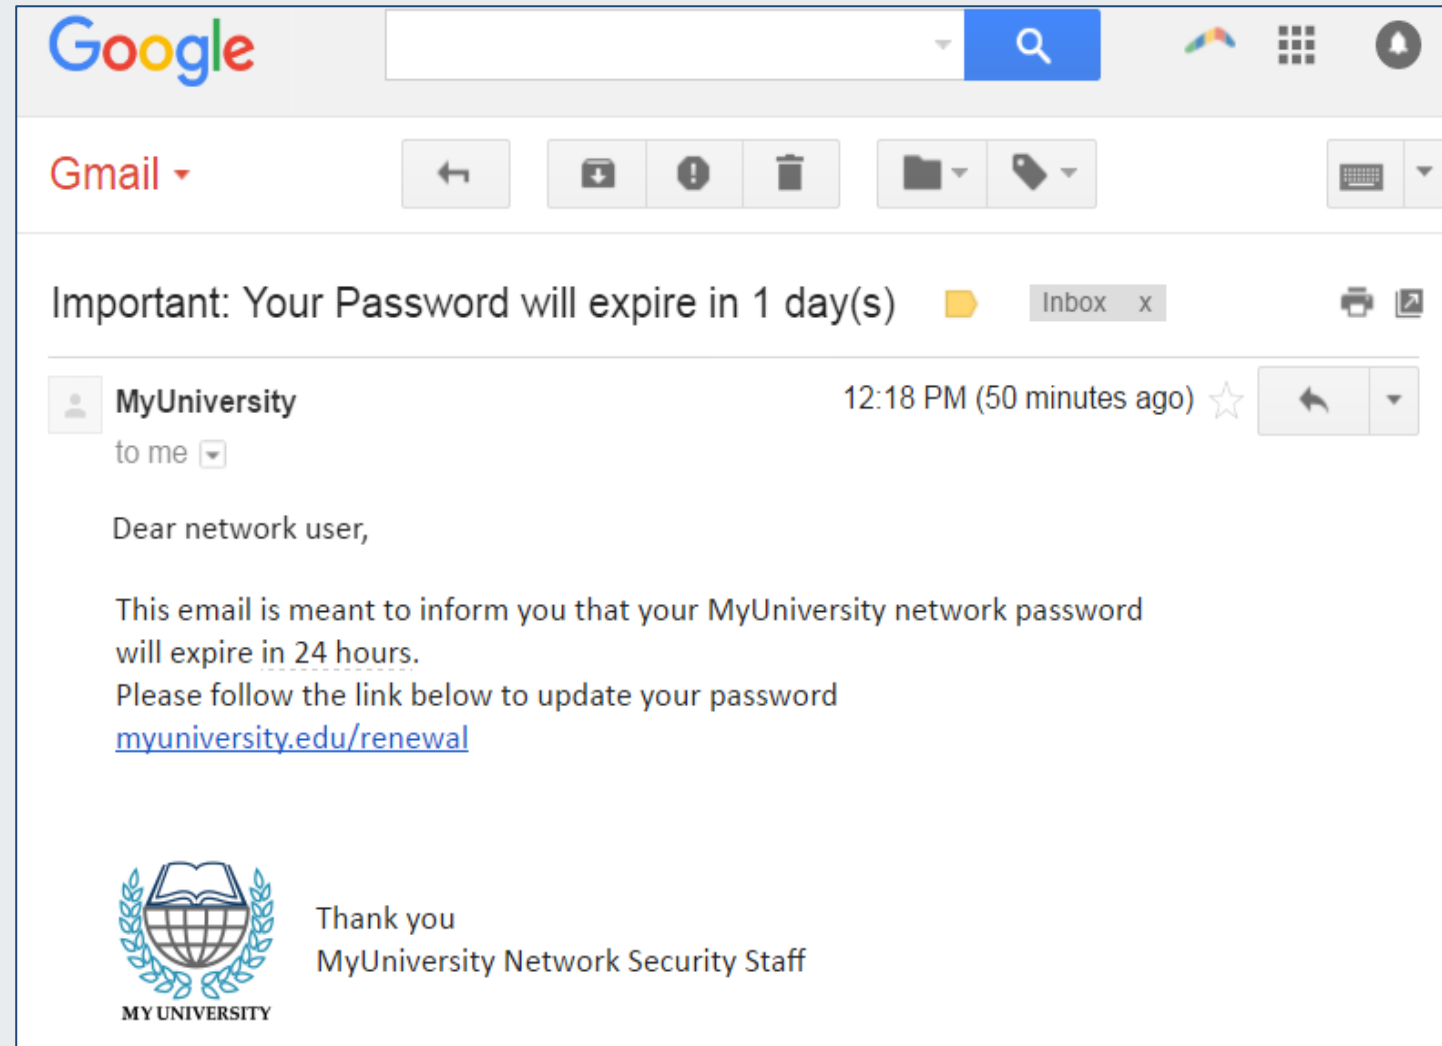 Google
Gmail
Important: Your Password will expire in 1 day(s)
Inbox x
MyUniversity
12:18 PM (50 minutes ago)
to me
Dear network user,
This email is meant to inform you that your MyUniversity network password
will expire in 24 hours.
Please follow the link below to update your password
myuniversity.edu/renewal
Thank you
MyUniversity Network Security Staff
MY UNIVERSITY